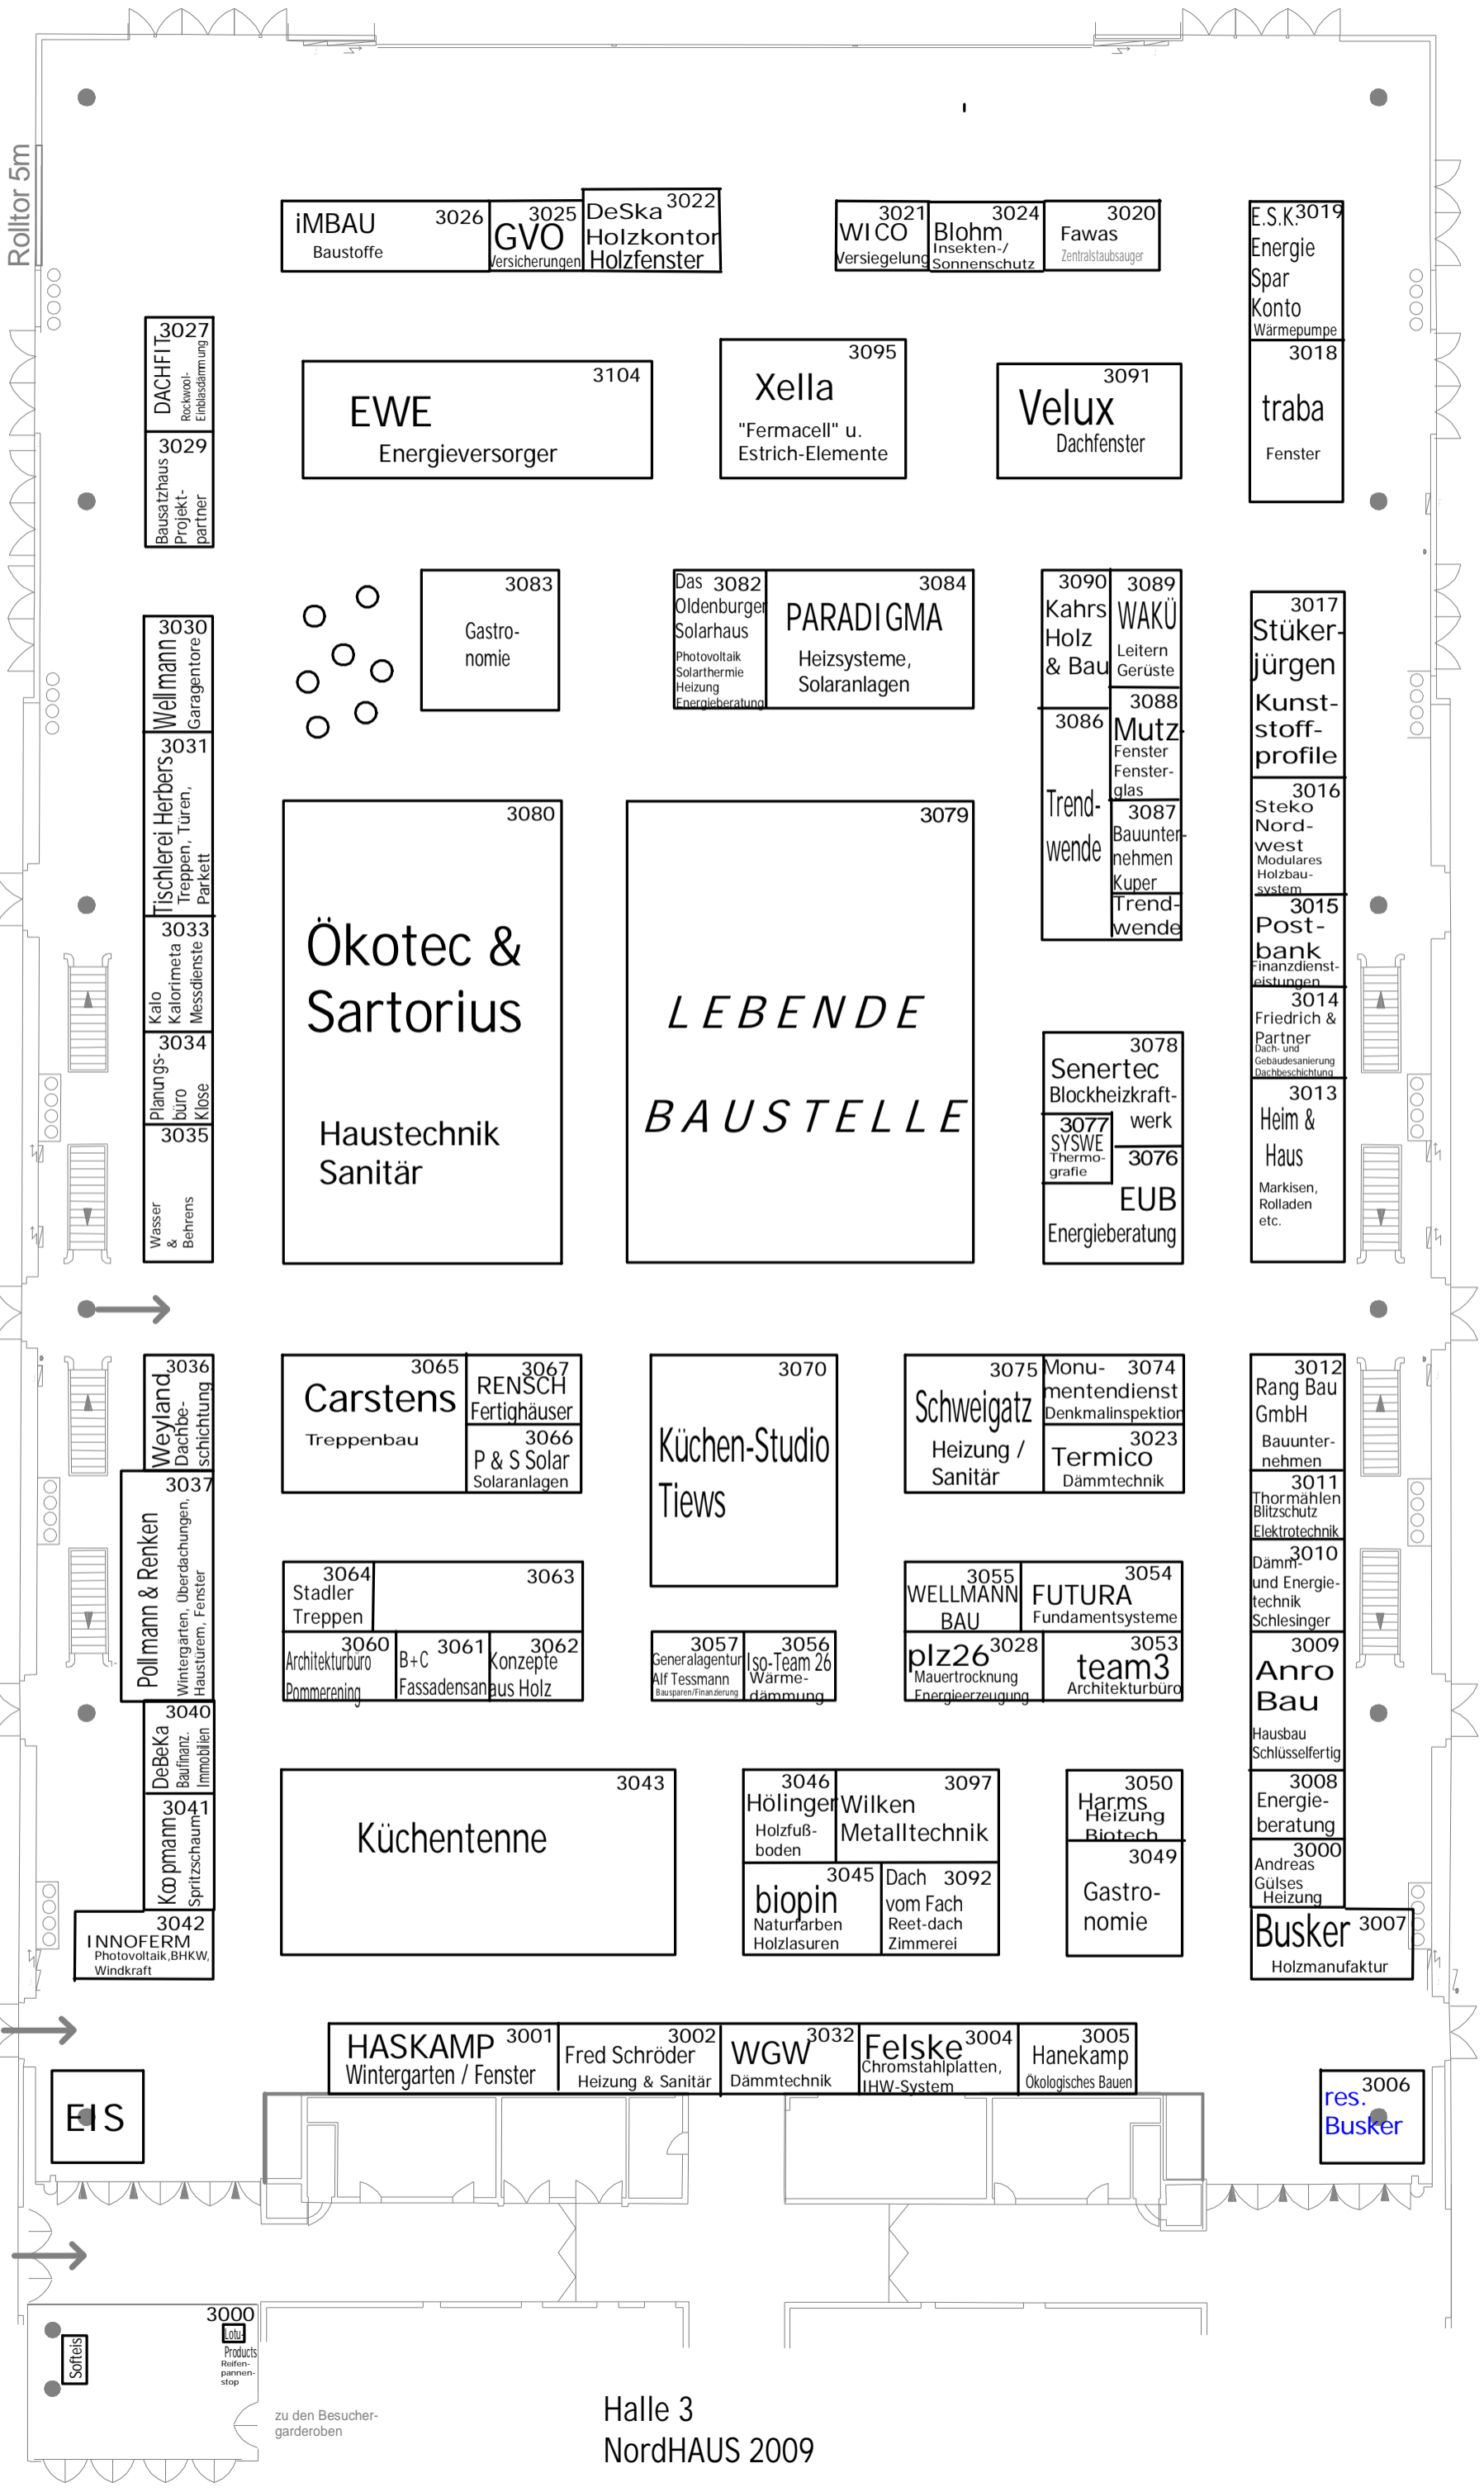 Rolltor 5m
3026
iMBAU
Baustoffe
3025
GVO
Versicherungen
3022
DeSka
Holzkontor
Holzfenster
3021
WICO
Versiegelung
3024
Blohm
Insekten-/
Sonnenschutz
3020
Fawas
Zentralstaubsauger
3019
E.S.K.
Energie
Spar
Konto
Wärmepumpe
3018
traba
Fenster
3027
DACHFIT
Rockwool-
Einblasdämmung
3029
Bausatzhaus
Projekt-
partner
3104
EWE
Energieversorger
3095
Xella
"Fermacell" u.
Estrich-Elemente
3091
Velux
Dachfenster
3083
Gastro-
nomie
Das 3082
Oldenburger
Solarhaus
Photovoltaik
Solarthermie
Heizung
Energieberatung
3084
PARADIGMA
Heizsysteme,
Solaranlagen
3090
Kahrs
Holz
& Bau
3089
WAKÜ
Leitern
Gerüste
3088
Mutz
Fenster
Fenster-
glas
3086
Trend-
wende
3087
Bauunter-
nehmen
Kuper
Trend-
wende
3017
Stüker-
jürgen
Kunst-
stoff-
profile
3016
Steko
Nord-
west
Modulares
Holzbau-
system
3015
Post-
bank
Finanzdienst-
leistungen
3014
Friedrich &
Partner
Dach- und
Gebäudesanierung
Dachbeschichtung
3013
Heim &
Haus
Markisen,
Rolladen
etc.
3030
Wellmann
Garagentore
3031
Tischlerei Herbers
Treppen, Türen,
Parkett
3033
Kalo
Kalorimeta
Messdienste
3034
Planungs-
büro
Klose
3035
Wasser
&
Behrens
3080
Ökotec &
Sartorius
Haustechnik
Sanitär
3079
LEBENDE
BAUSTELLE
3078
Senertec
Blockheizkraft-
werk
3077
SYSWE
Thermo-
grafie
3076
EUB
Energieberatung
3036
Weyland
Dachbe-
schichtung
3037
Pollmann & Renken
Wintergärten, Überdachungen,
Haustürem, Fenster
3040
DeBeKa
Baufinanz.
Immobilien
3041
Koopmann
Spritzschaum
3042
INNOFERM
Photovoltaik,BHKW,
Windkraft
3065
Carstens
Treppenbau
3067
RENSCH
Fertighäuser
3066
P & S Solar
Solaranlagen
3070
Küchen-Studio
Tiews
3075
Schweigatz
Heizung /
Sanitär
Monu- 3074
mentendienst
Denkmalinspektion
3023
Termico
Dämmtechnik
3064
Stadler
Treppen
3063
3060
Architekturbüro
Pommerening
3061
B+C
Fassadensan
3062
Konzepte
aus Holz
3057
Generalagentur
Alf Tessmann
Bausparen/Finanzierung
3056
Iso-Team 26
Wärme-
dämmung
3055
WELLMANN
BAU
3054
FUTURA
Fundamentsysteme
3028
plz26
Mauertrocknung
Energieerzeugung
3053
team3
Architekturbüro
3012
Rang Bau
GmbH
Bauunter-
nehmen
3011
Thormählen
Blitzschutz
Elektrotechnik
3010
Dämm-
und Energie-
technik
Schlesinger
3009
Anro
Bau
Hausbau
Schlüsselfertig
3008
Energie-
beratung
3000
Andreas
Gülses
Heizung
3007
Busker
Holzmanufaktur
3043
Küchentenne
3046
Hölinger
Holzfuß-
boden
3097
Wilken
Metalltechnik
3045
biopin
Naturfarben
Holzlasuren
Dach 3092
vom Fach
Reet-dach
Zimmerei
3050
Harms
Heizung
Biotech
3049
Gastro-
nomie
3001
HASKAMP
Wintergarten / Fenster
3002
Fred Schröder
Heizung & Sanitär
3032
WGW
Dämmtechnik
3004
Felske
Chromstahlplatten,
IHW-System
3005
Hanekamp
Ökologisches Bauen
EIS
3006
res.
Busker
3000
Lotu-
Products
Reifen-
pannen-
stop
Softeis
zu den Besucher-
garderoben
Halle 3
NordHAUS 2009